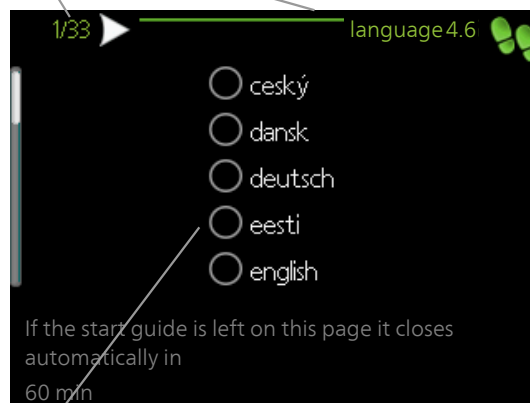 1/33 language 4.6
ceský
dansk
deutsch
eesti
english
If the start guide is left on this page it closes
automatically in
60 min